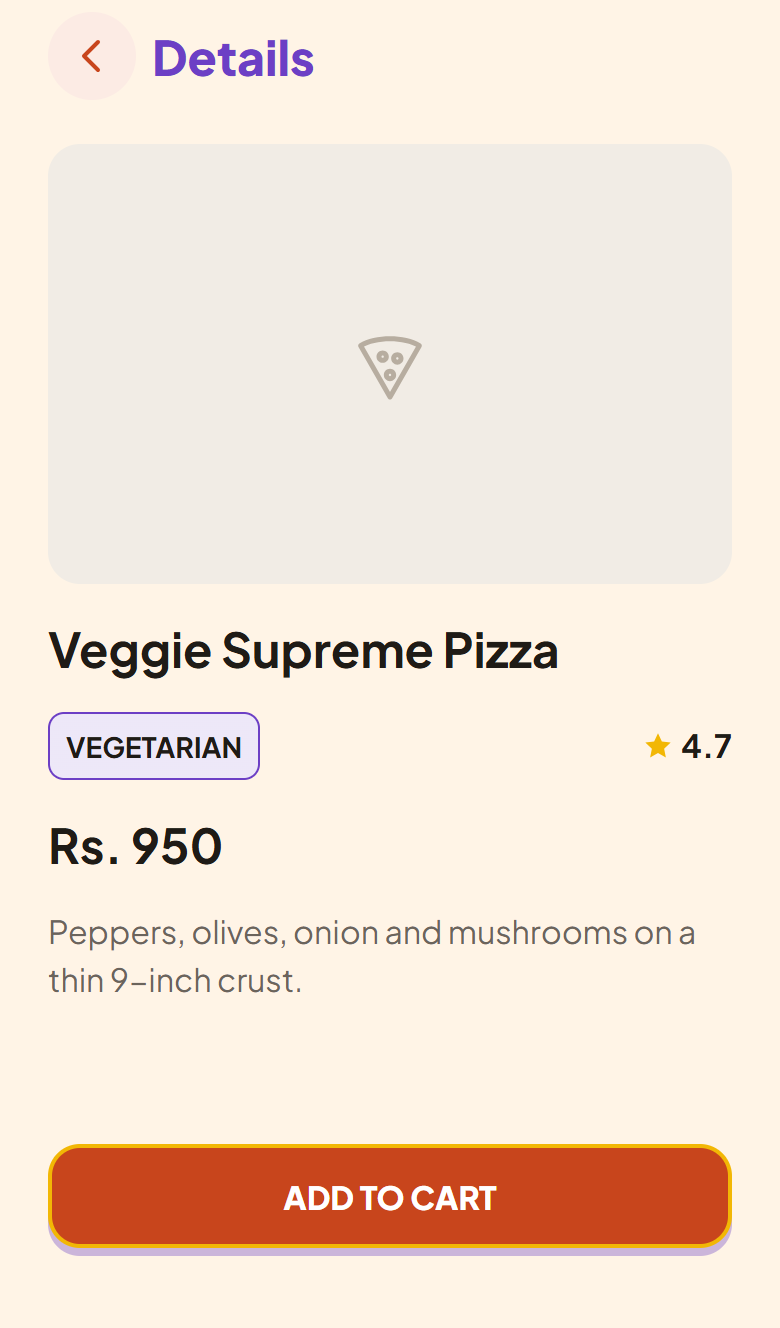 Details
Veggie Supreme Pizza
VEGETARIAN
4.7
Rs. 950
Peppers, olives, onion and mushrooms on a
thin 9-inch crust.
ADD TO CART